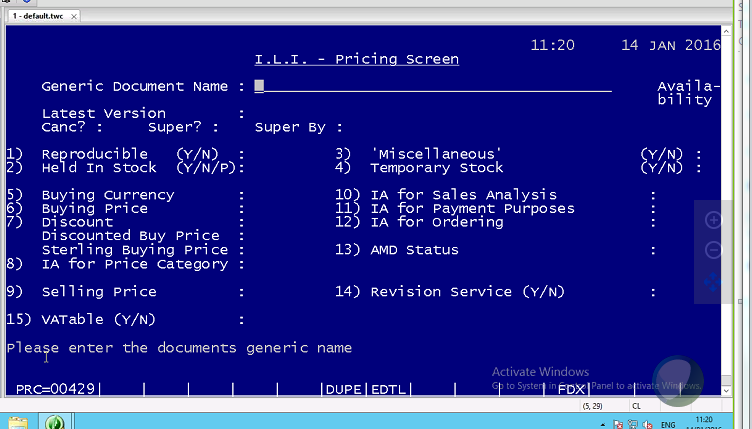 1 - default.twc ×
11:20 14 JAN 2016
I.L.I. - Pricing Screen
Generic Document Name : Availa-
bility
Latest Version :
Canc? : Super? : Super By :
1) Reproducible (Y/N) : 3) 'Miscellaneous' (Y/N) :
2) Held In Stock (Y/N/P): 4) Temporary Stock (Y/N) :
5) Buying Currency : 10) IA for Sales Analysis :
6) Buying Price : 11) IA for Payment Purposes :
7) Discount : 12) IA for Ordering :
Discounted Buy Price :
Sterling Buying Price : 13) AMD Status :
8) IA for Price Category :
9) Selling Price : 14) Revision Service (Y/N) :
15) VATable (Y/N) :
Please enter the documents generic name
Activate Windows
Go to System in Control Panel to activate Windows.
PRC=00429| | | | | |DUPE|EDTL| | | | FDX| | |
(5, 29) CL
ENG 11:20